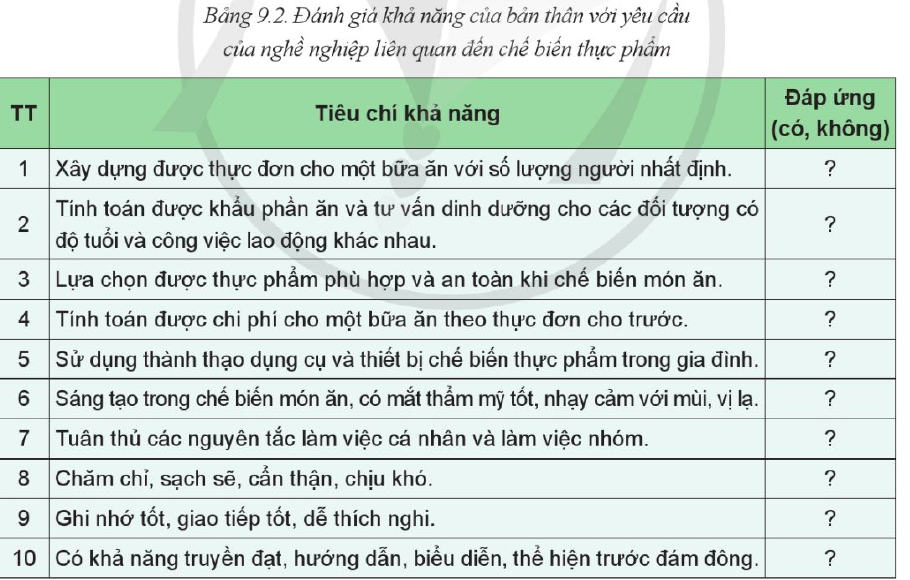 Bảng 9.2. Đánh giá khả năng của bản thân với yêu cầu
của nghề nghiệp liên quan đến chế biến thực phẩm
TT Tiêu chí khả năng Đáp ứng (có, không)
1 Xây dựng được thực đơn cho một bữa ăn với số lượng người nhất định. ?
2 Tính toán được khẩu phần ăn và tư vấn dinh dưỡng cho các đối tượng có
độ tuổi và công việc lao động khác nhau. ?
3 Lựa chọn được thực phẩm phù hợp và an toàn khi chế biến món ăn. ?
4 Tính toán được chi phí cho một bữa ăn theo thực đơn cho trước. ?
5 Sử dụng thành thạo dụng cụ và thiết bị chế biến thực phẩm trong gia đình. ?
6 Sáng tạo trong chế biến món ăn, có mắt thẩm mỹ tốt, nhạy cảm với mùi, vị lạ. ?
7 Tuân thủ các nguyên tắc làm việc cá nhân và làm việc nhóm. ?
8 Chăm chỉ, sạch sẽ, cẩn thận, chịu khó. ?
9 Ghi nhớ tốt, giao tiếp tốt, dễ thích nghi. ?
10 Có khả năng truyền đạt, hướng dẫn, biểu diễn, thể hiện trước đám đông. ?